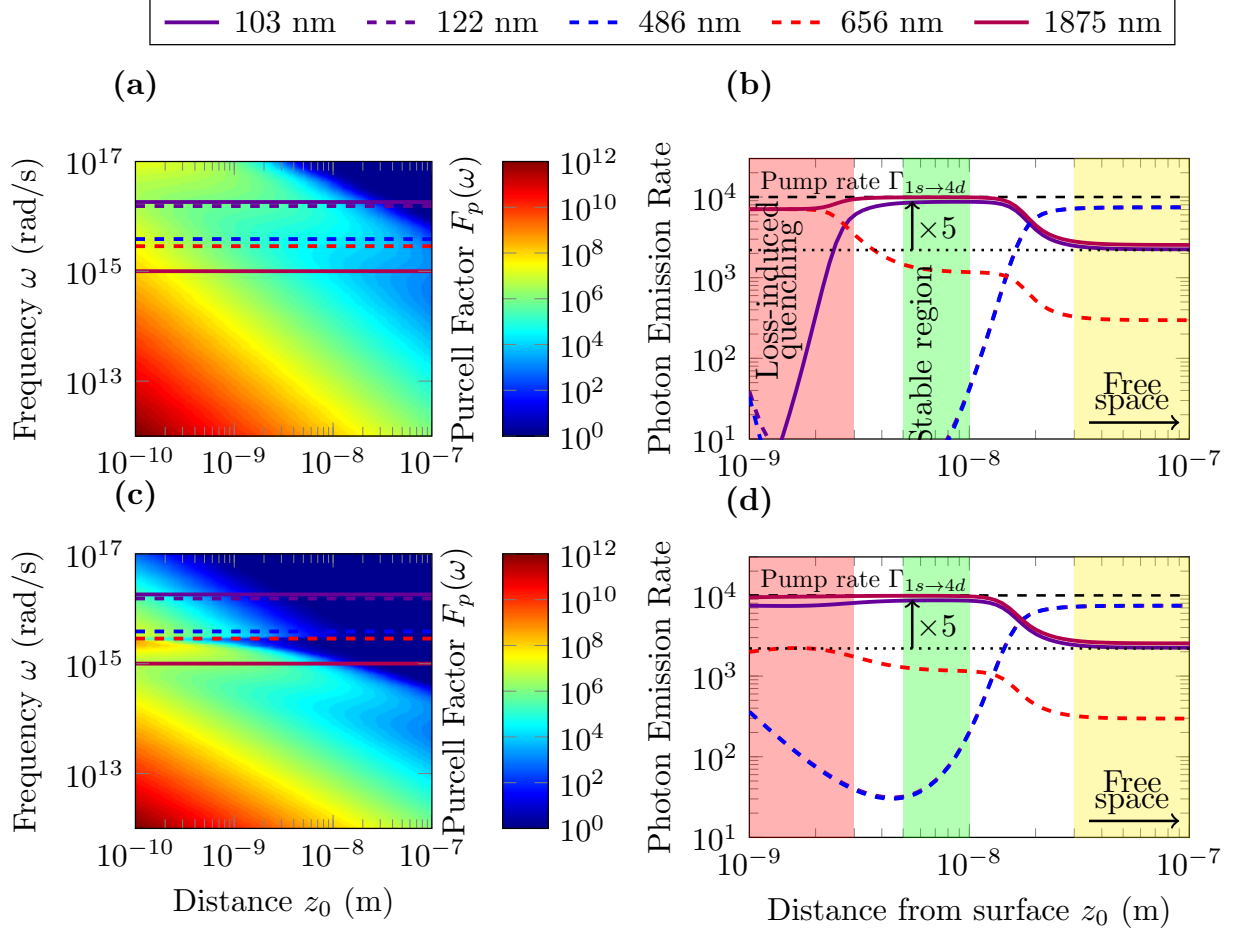 103 nm 122 nm 486 nm 656 nm 1875 nm
(a)
Frequency ω (rad/s)
10^17
10^15
10^13
10^−10 10^−9 10^−8 10^−7
Purcell Factor F_p(ω)
10^12
10^10
10^8
10^6
10^4
10^2
10^0
(b)
Photon Emission Rate
10^4
10^3
10^2
10^1
10^−9 10^−8 10^−7
Pump rate Γ_{1s→4d}
×5
Loss-induced
quenching
Stable region
Free
space
(c)
Frequency ω (rad/s)
10^17
10^15
10^13
10^−10 10^−9 10^−8 10^−7
Distance z_0 (m)
Purcell Factor F_p(ω)
10^12
10^10
10^8
10^6
10^4
10^2
10^0
(d)
Photon Emission Rate
10^4
10^3
10^2
10^1
10^−9 10^−8 10^−7
Pump rate Γ_{1s→4d}
×5
Free
space
Distance from surface z_0 (m)